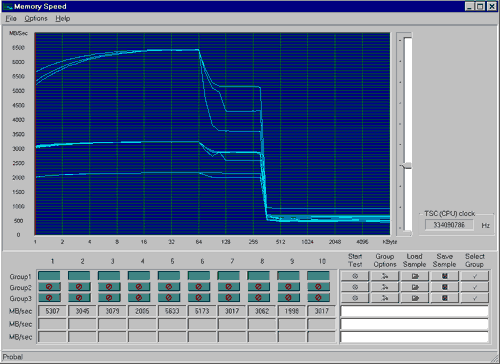 Memory Speed
File Options Help
MB/Sec
6500
6000
5500
5000
4500
4000
3500
3000
2500
2000
1500
1000
500
0
1 2 4 8 16 32 64 128 256 512 1024 2048 4096 KByte
TSC (CPU) clock
334090786 Hz
1 2 3 4 5 6 7 8 9 10
Start Test Group Options Load Sample Save Sample Select Group
Group1
Group2
Group3
MB/sec 5307 3045 3079 2005 5633 5173 3017 3062 1998 3017
MB/sec
MB/sec
Probal